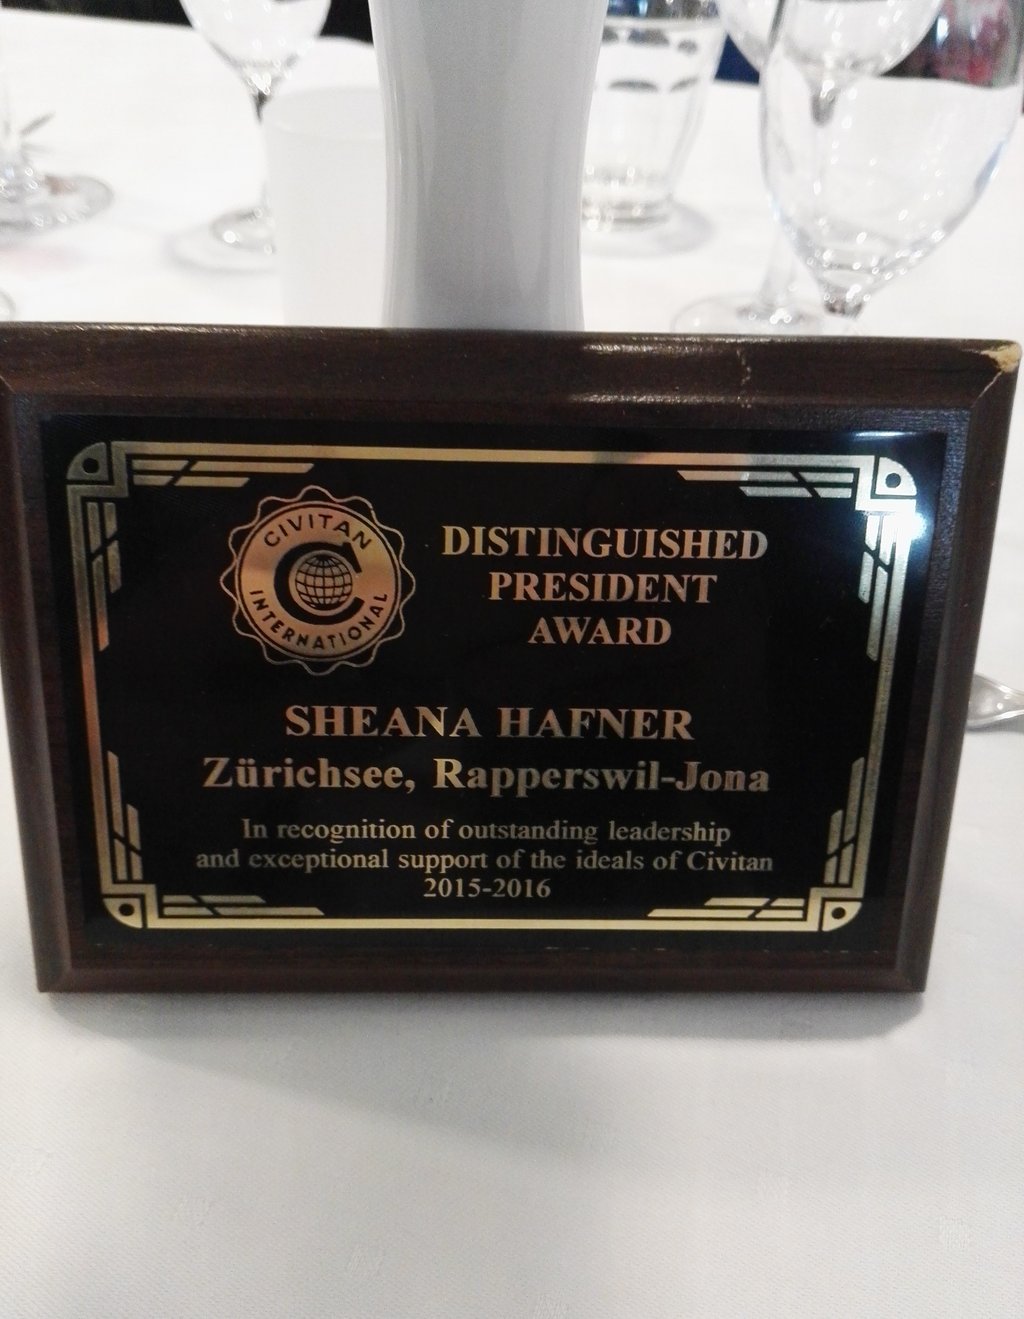 CIVITAN
INTERNATIONAL
DISTINGUISHED
PRESIDENT
AWARD
SHEANA HAFNER
Zürichsee, Rapperswil-Jona
In recognition of outstanding leadership
and exceptional support of the ideals of Civitan
2015-2016